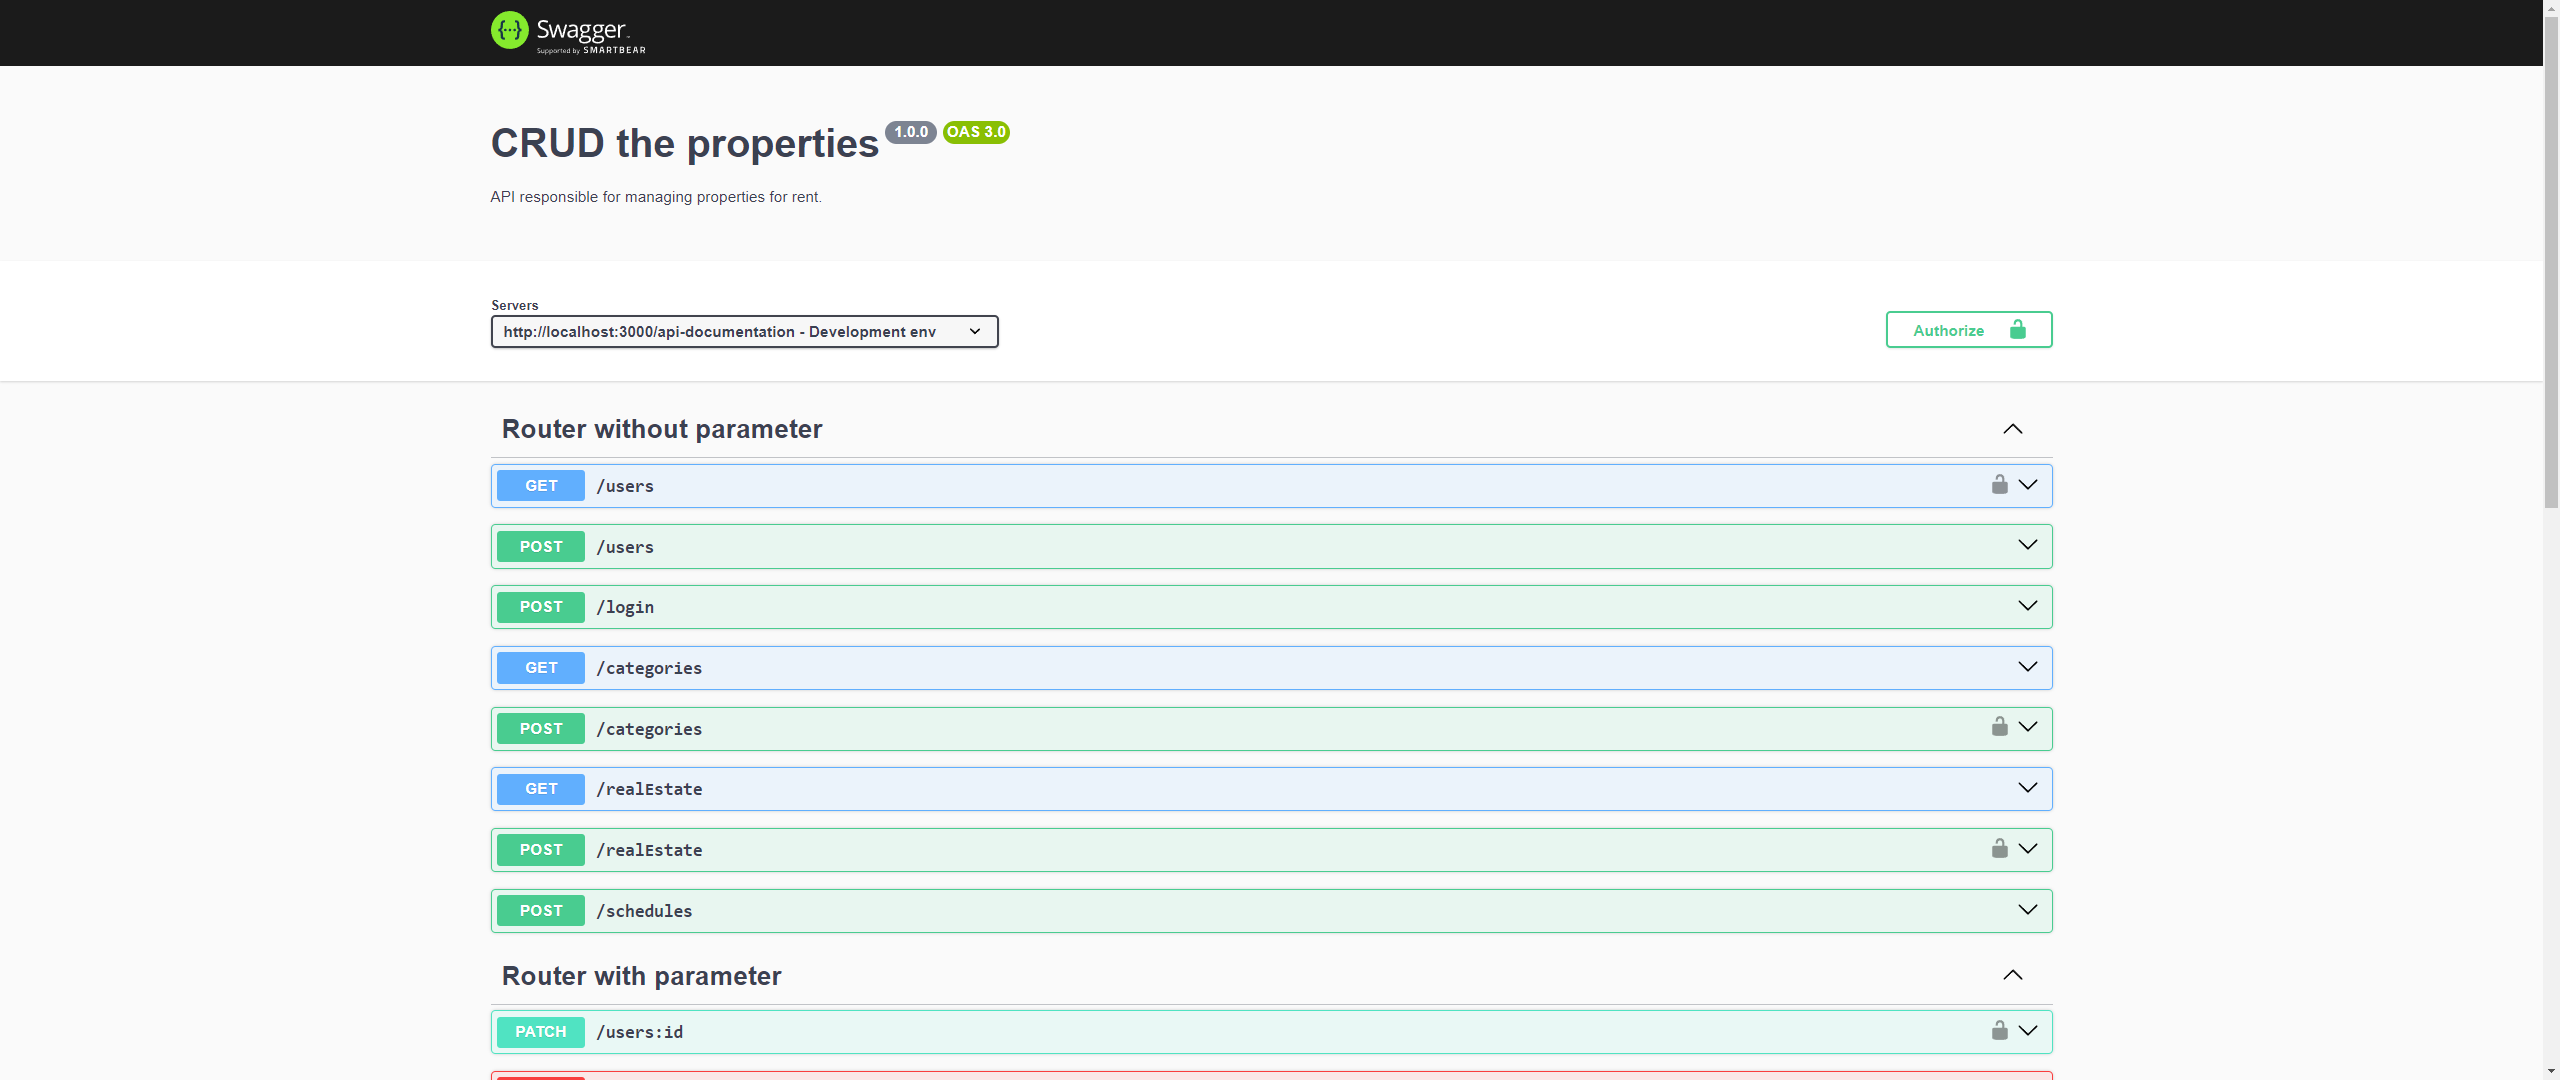 {...} Swagger
Supported by SMARTBEAR
CRUD the properties 1.0.0 OAS 3.0
API responsible for managing properties for rent.
Servers
http://localhost:3000/api-documentation - Development env
Authorize
Router without parameter
GET /users
POST /users
POST /login
GET /categories
POST /categories
GET /realEstate
POST /realEstate
POST /schedules
Router with parameter
PATCH /users:id